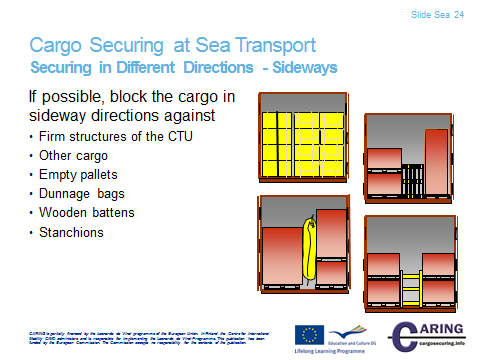 Slide Sea 24
Cargo Securing at Sea Transport
Securing in Different Directions - Sideways
If possible, block the cargo in
sideway directions against
• Firm structures of the CTU
• Other cargo
• Empty pallets
• Dunnage bags
• Wooden battens
• Stanchions
CARING is partially financed by the Leonardo da Vinci programme of the European Union. In Finland the Centre for International
Mobility CIMO administers and is responsible for implementing the Leonardo da Vinci Programme. This publication has been
funded by the European Commission. The Commission accepts no responsibility for the contents of the publication.
Education and Culture DG
Lifelong Learning Programme
CARING
cargosecuring.info